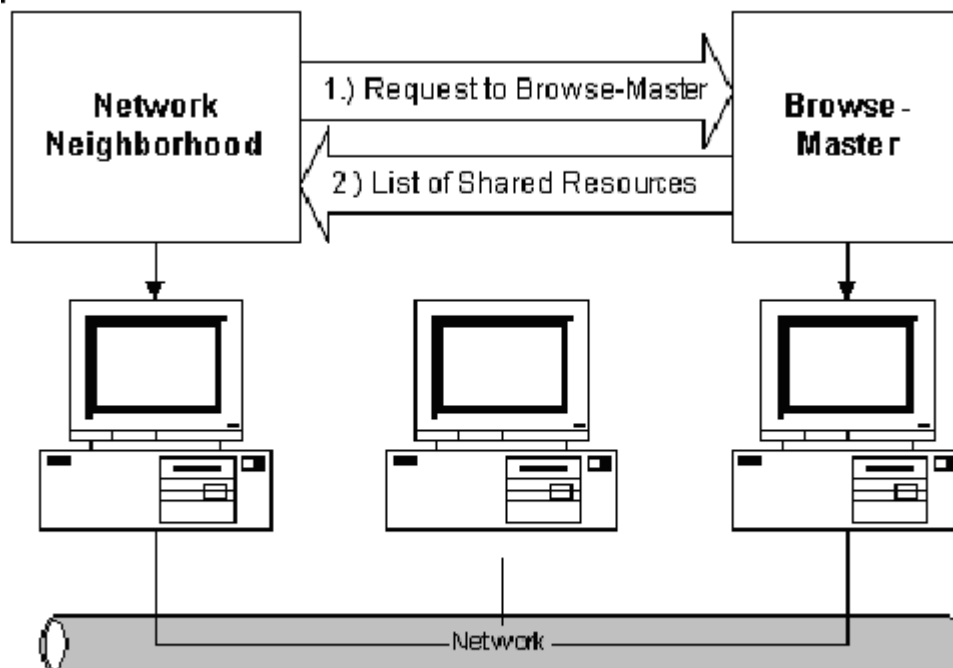 Network
Neighborhood
1.) Request to Browse-Master
2.) List of Shared Resources
Browse-
Master
Network